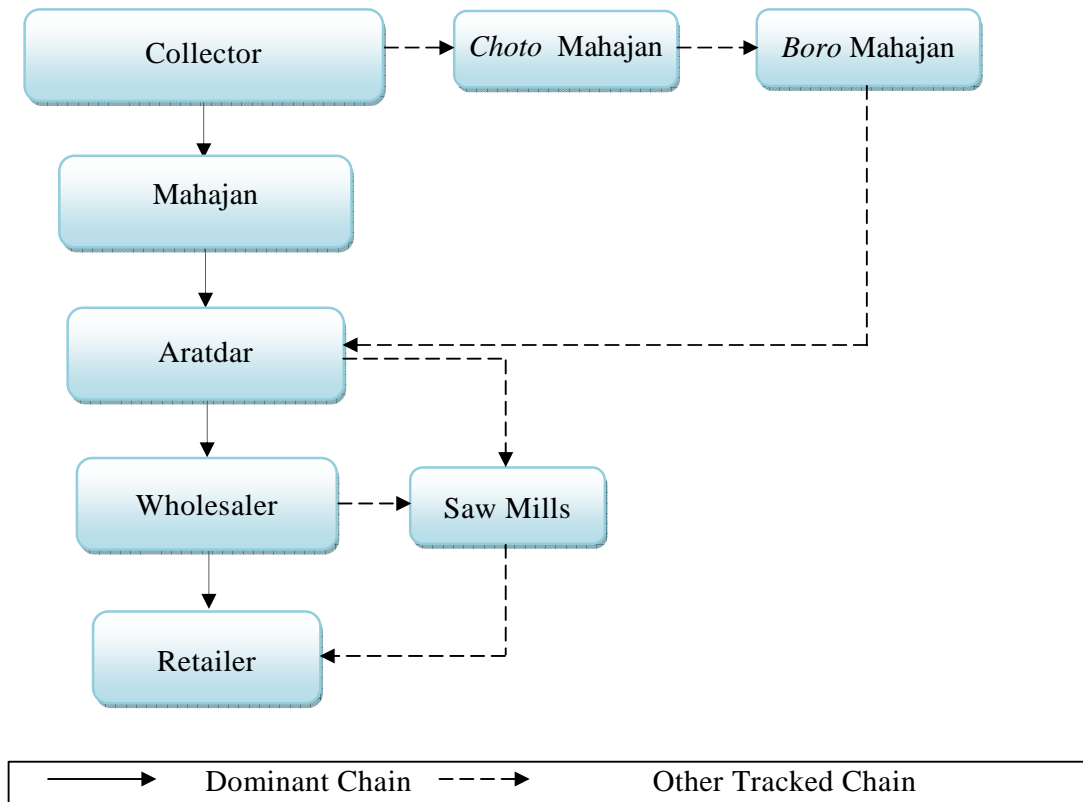 Collector
Choto Mahajan
Boro Mahajan
Mahajan
Aratdar
Wholesaler
Saw Mills
Retailer
Dominant Chain
Other Tracked Chain